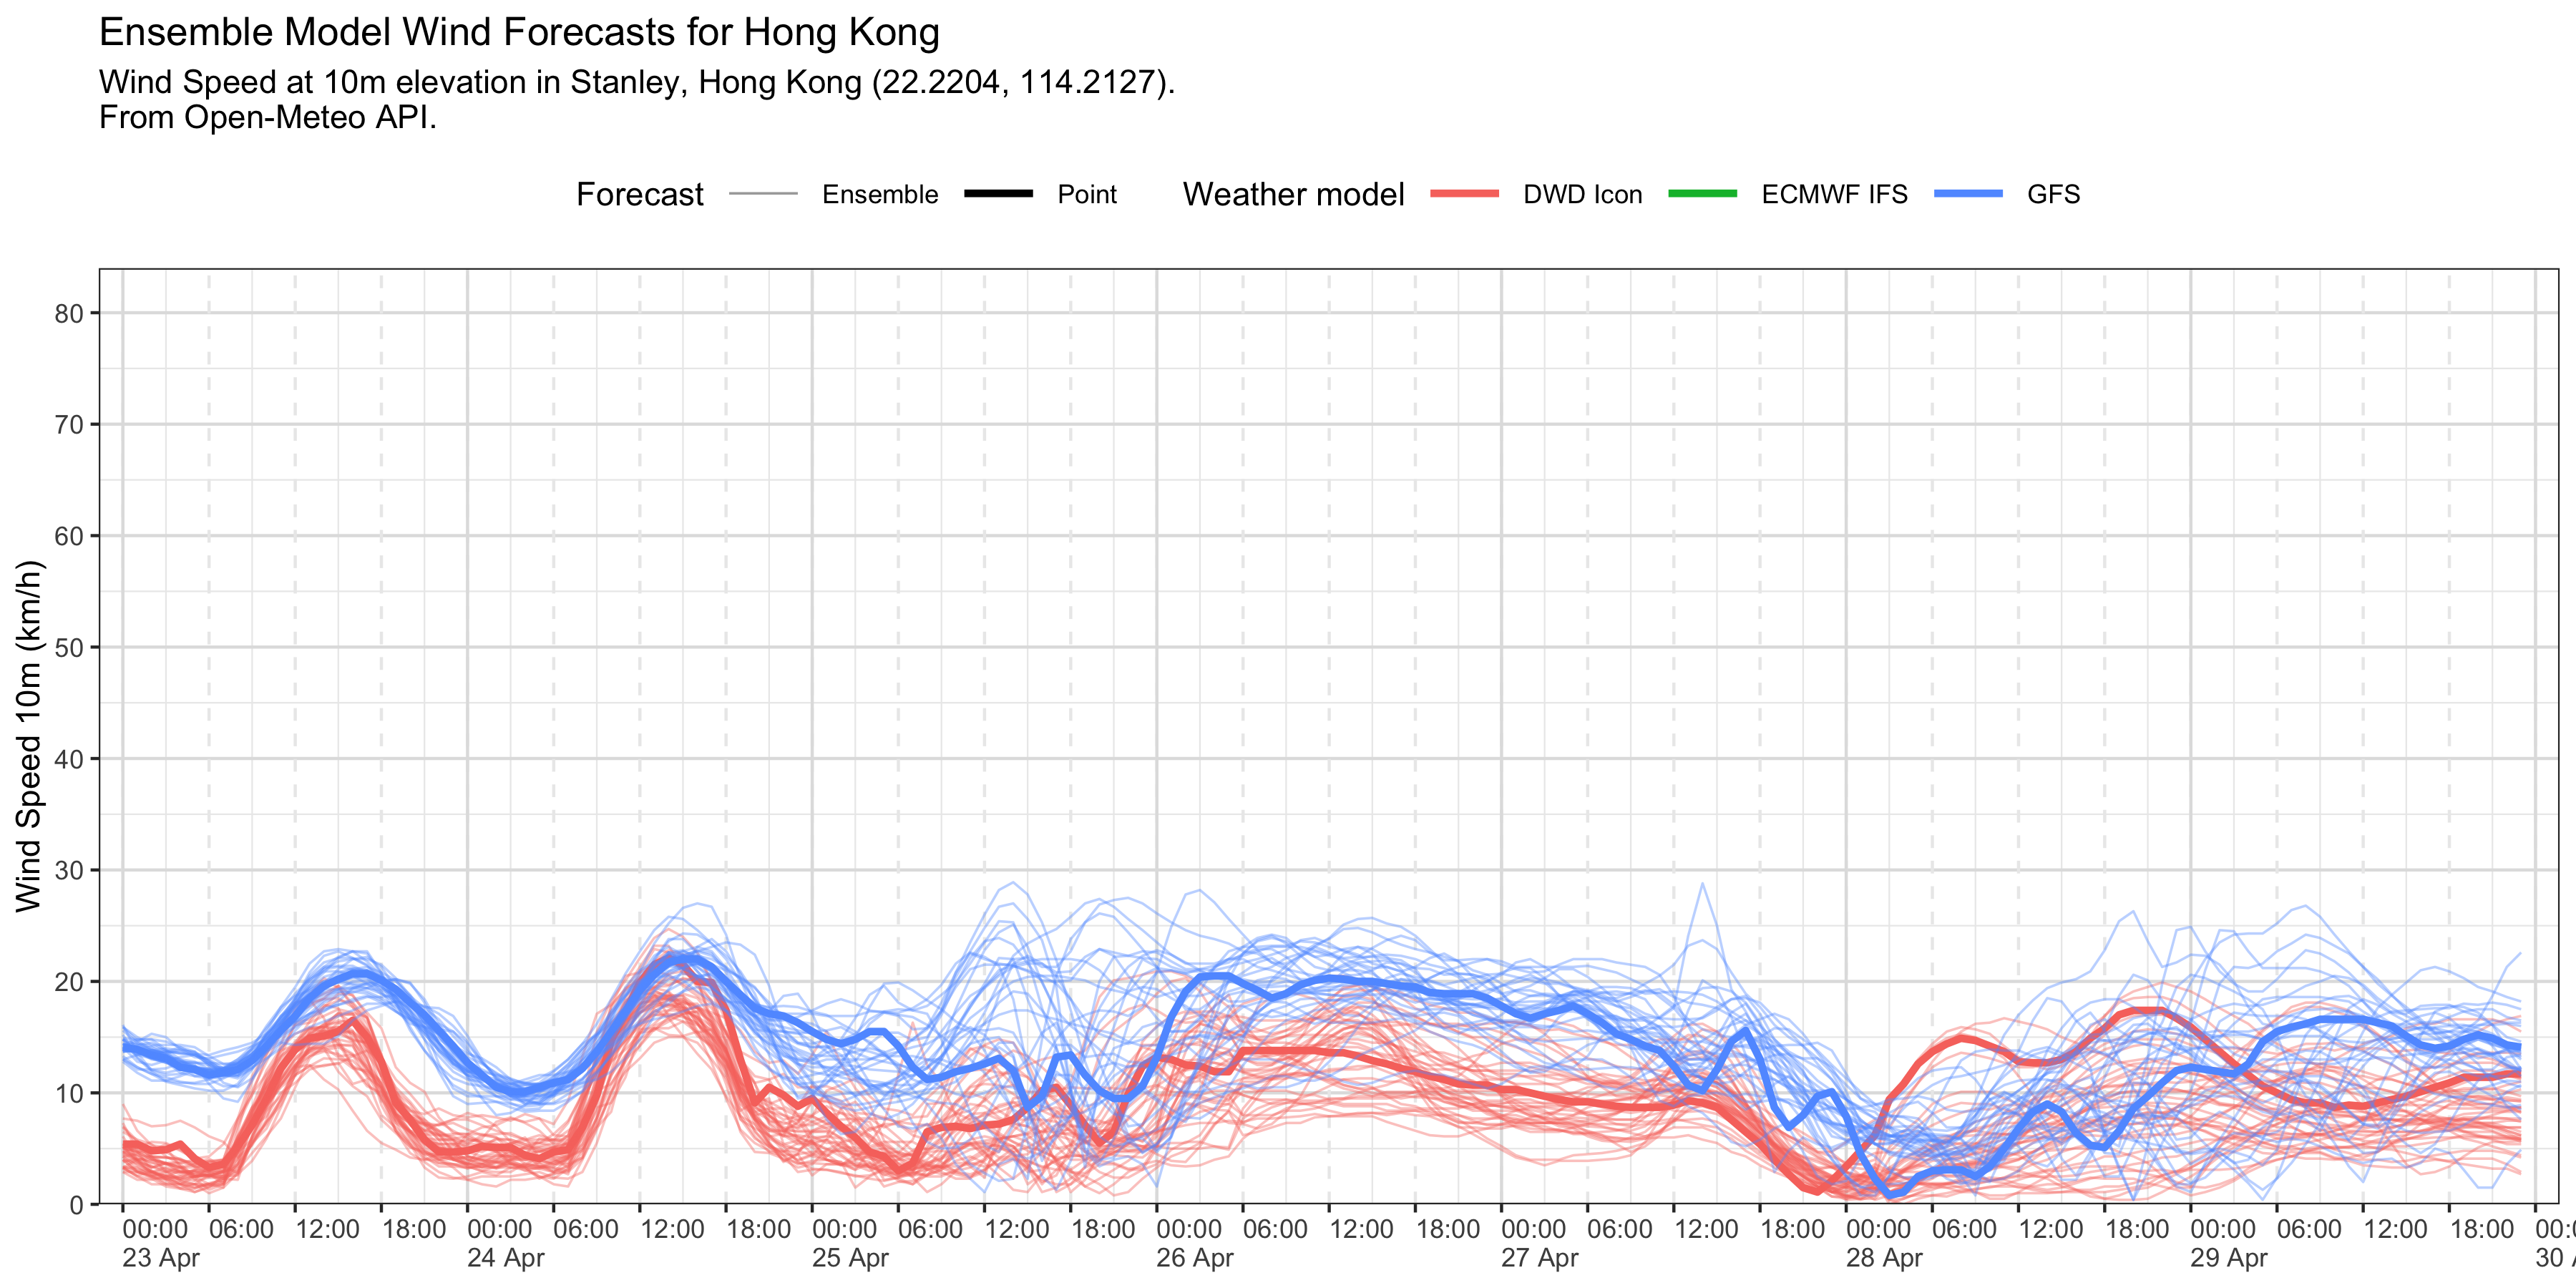 Ensemble Model Wind Forecasts for Hong Kong
Wind Speed at 10m elevation in Stanley, Hong Kong (22.2204, 114.2127).
From Open-Meteo API.
Forecast Ensemble Point Weather model DWD Icon ECMWF IFS GFS
Wind Speed 10m (km/h)
80
70
60
50
40
30
20
10
0
00:00 06:00 12:00 18:00 00:00 06:00 12:00 18:00 00:00 06:00 12:00 18:00 00:00 06:00 12:00 18:00 00:00 06:00 12:00 18:00 00:00 06:00 12:00 18:00 00:00 06:00 12:00 18:00
23 Apr 24 Apr 25 Apr 26 Apr 27 Apr 28 Apr 29 Apr 30